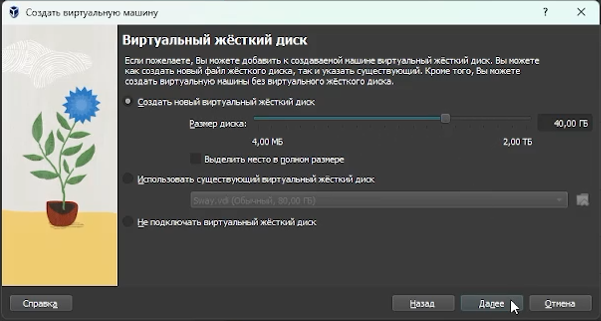 Создать виртуальную машину
Виртуальный жёсткий диск
Если пожелаете, Вы можете добавить к создаваемой машине виртуальный жёсткий диск. Вы можете
как создать новый файл жёсткого диска, так и указать существующий. Кроме того, Вы можете
создать виртуальную машины без виртуального жёсткого диска.
Создать новый виртуальный жёсткий диск
Размер диска:
40,00 ГБ
4,00 МБ
2,00 ТБ
Выделить место в полном размере
Использовать существующий виртуальный жёсткий диск
Sway.vdi (Обычный, 80,00 ГБ)
Не подключать виртуальный жёсткий диск
Справка
Назад
Далее
Отмена